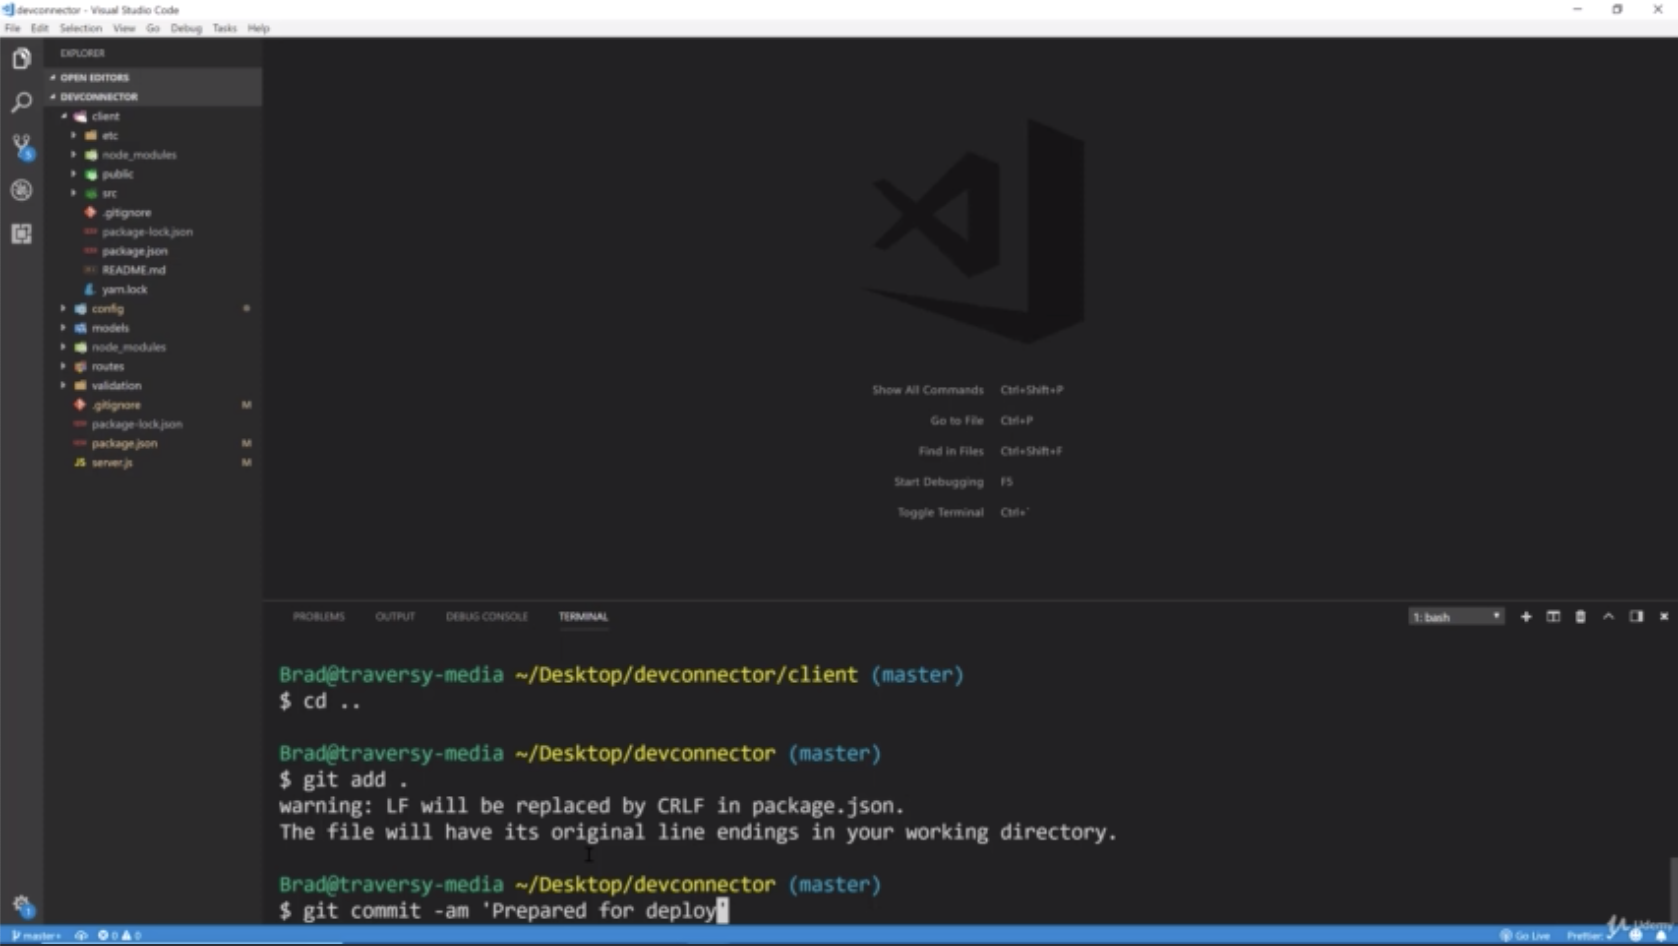 devconnector - Visual Studio Code
File Edit Selection View Go Debug Tasks Help
EXPLORER
OPEN EDITORS
DEVCONNECTOR
client
etc
node_modules
public
src
.gitignore
package-lock.json
package.json
README.md
yarn.lock
config
models
node_modules
routes
validation
.gitignore M
package-lock.json
package.json M
JS server.js M
5
Show All Commands Ctrl+Shift+P
Go to File Ctrl+P
Find in Files Ctrl+Shift+F
Start Debugging F5
Toggle Terminal Ctrl+`
PROBLEMS OUTPUT DEBUG CONSOLE TERMINAL 1: bash
Brad@traversy-media ~/Desktop/devconnector/client (master)
$ cd ..
Brad@traversy-media ~/Desktop/devconnector (master)
$ git add .
warning: LF will be replaced by CRLF in package.json.
The file will have its original line endings in your working directory.
Brad@traversy-media ~/Desktop/devconnector (master)
$ git commit -am 'Prepared for deploy'
1
master+ 0 0 Go Live Prettier: Udemy